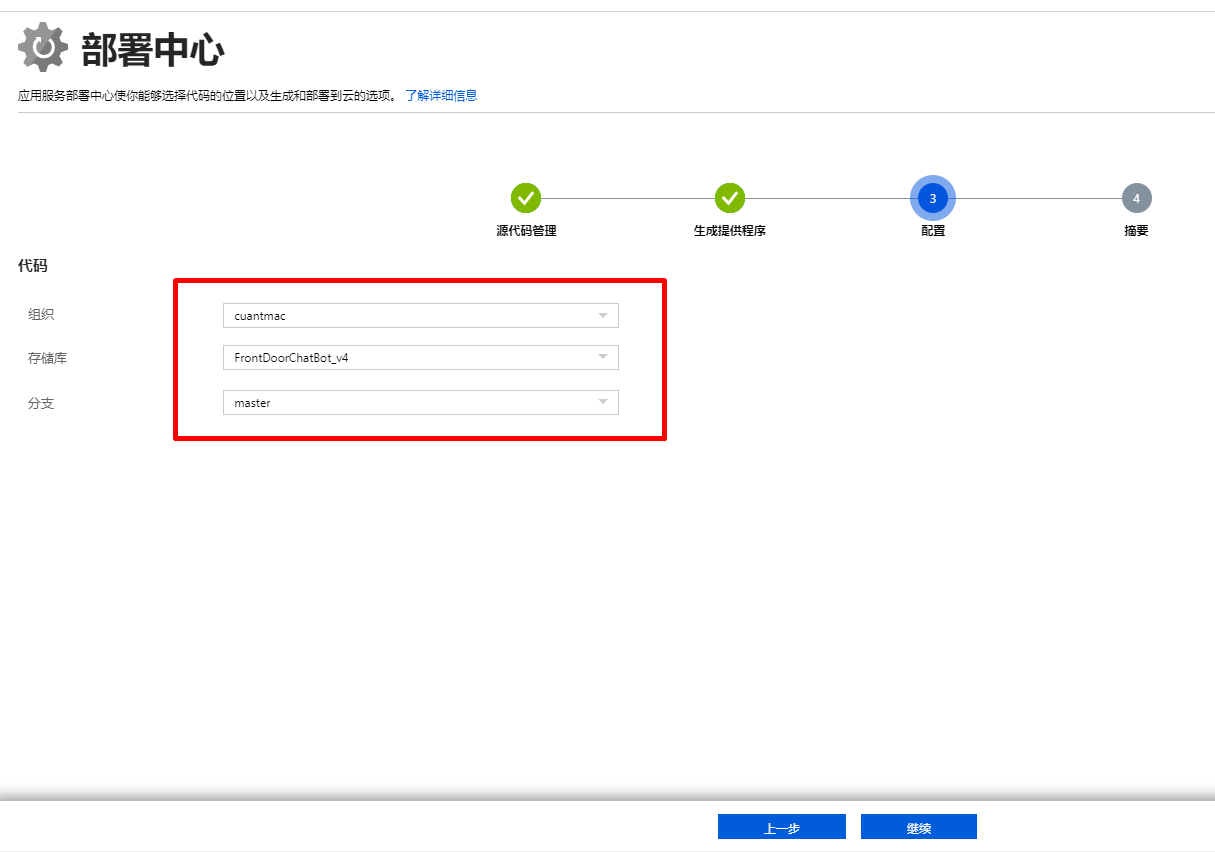 部署中心
应用服务部署中心使你能够选择代码的位置以及生成和部署到云的选项。 了解详细信息
3
4
源代码管理
生成提供程序
配置
摘要
代码
组织
cuantmac
存储库
FrontDoorChatBot_v4
分支
master
上一步
继续